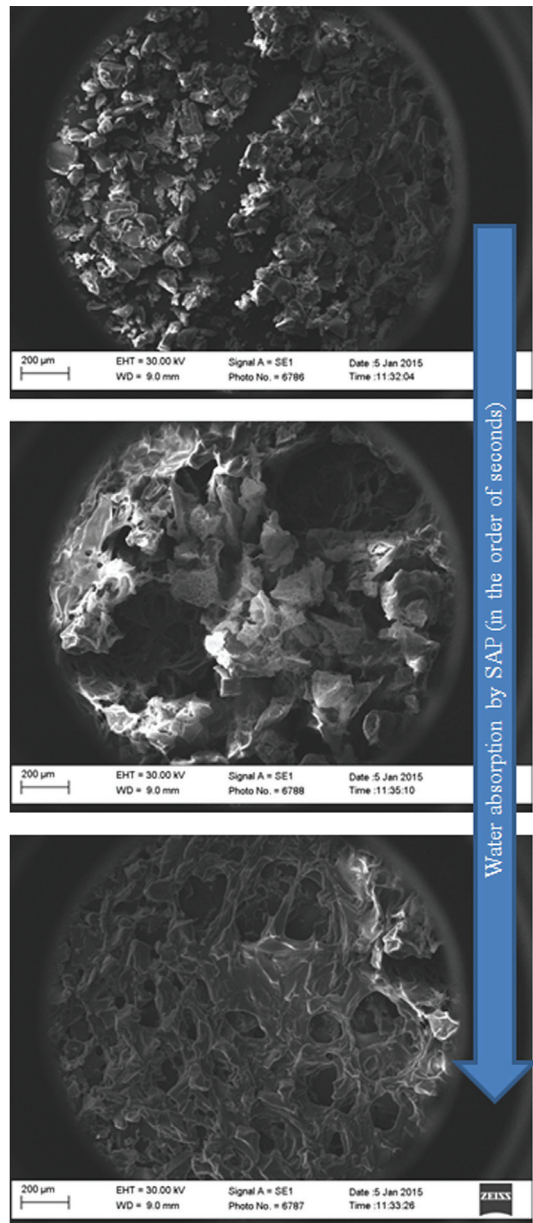 200 µm
EHT = 30.00 kV
Signal A = SE1
Date :5 Jan 2015
WD = 9.0 mm
Photo No. = 6786
Time :11:32:04
Water absorption by SAP (in the order of seconds)
200 µm
EHT = 30.00 kV
Signal A = SE1
Date :5 Jan 2015
WD = 9.0 mm
Photo No. = 6788
Time :11:35:10
200 µm
EHT = 30.00 kV
Signal A = SE1
Date :5 Jan 2015
WD = 9.0 mm
Photo No. = 6787
Time :11:33:26
ZEISS